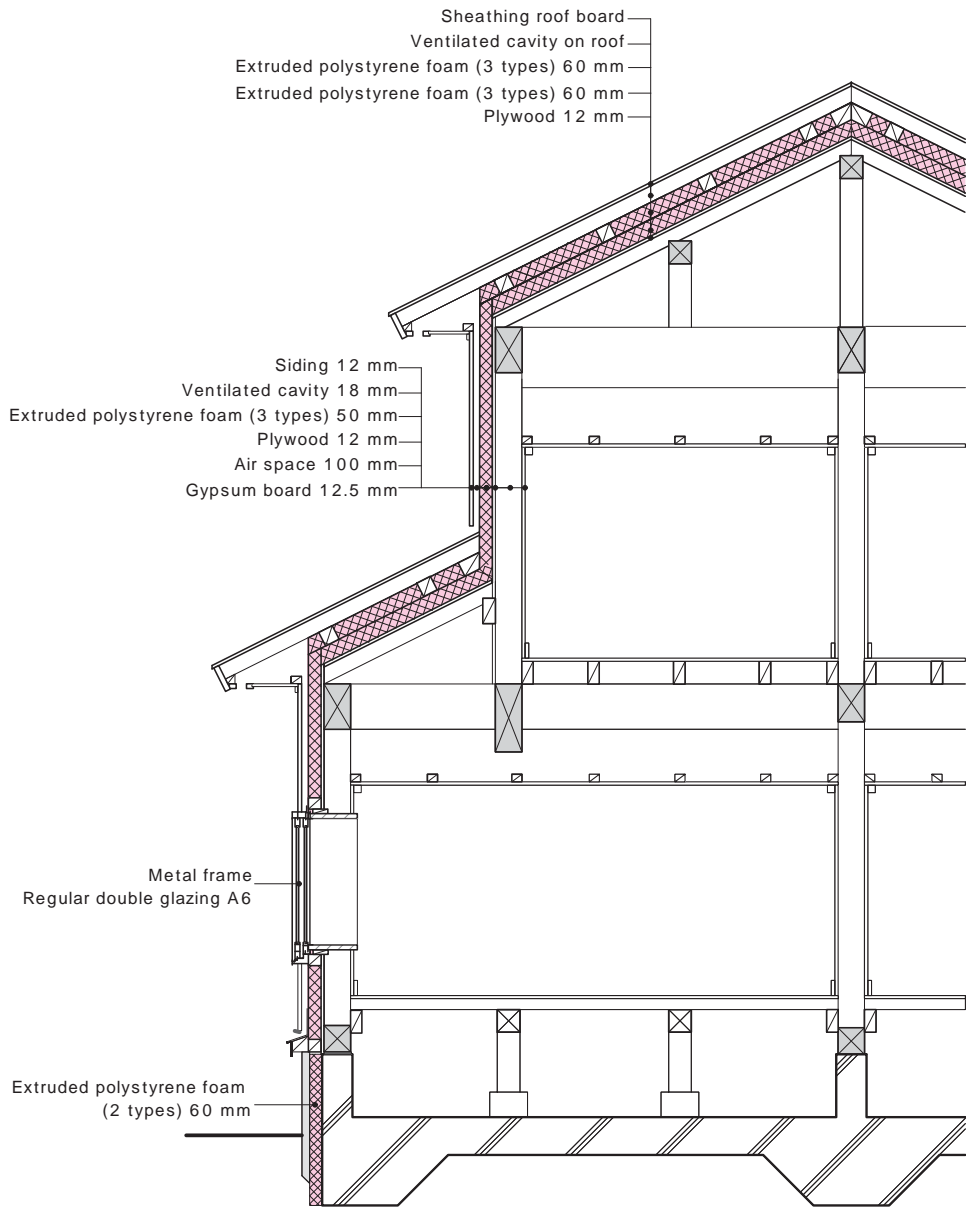 Sheathing roof board
Ventilated cavity on roof
Extruded polystyrene foam (3 types) 60 mm
Extruded polystyrene foam (3 types) 60 mm
Plywood 12 mm
Siding 12 mm
Ventilated cavity 18 mm
Extruded polystyrene foam (3 types) 50 mm
Plywood 12 mm
Air space 100 mm
Gypsum board 12.5 mm
Metal frame
Regular double glazing A6
Extruded polystyrene foam
(2 types) 60 mm